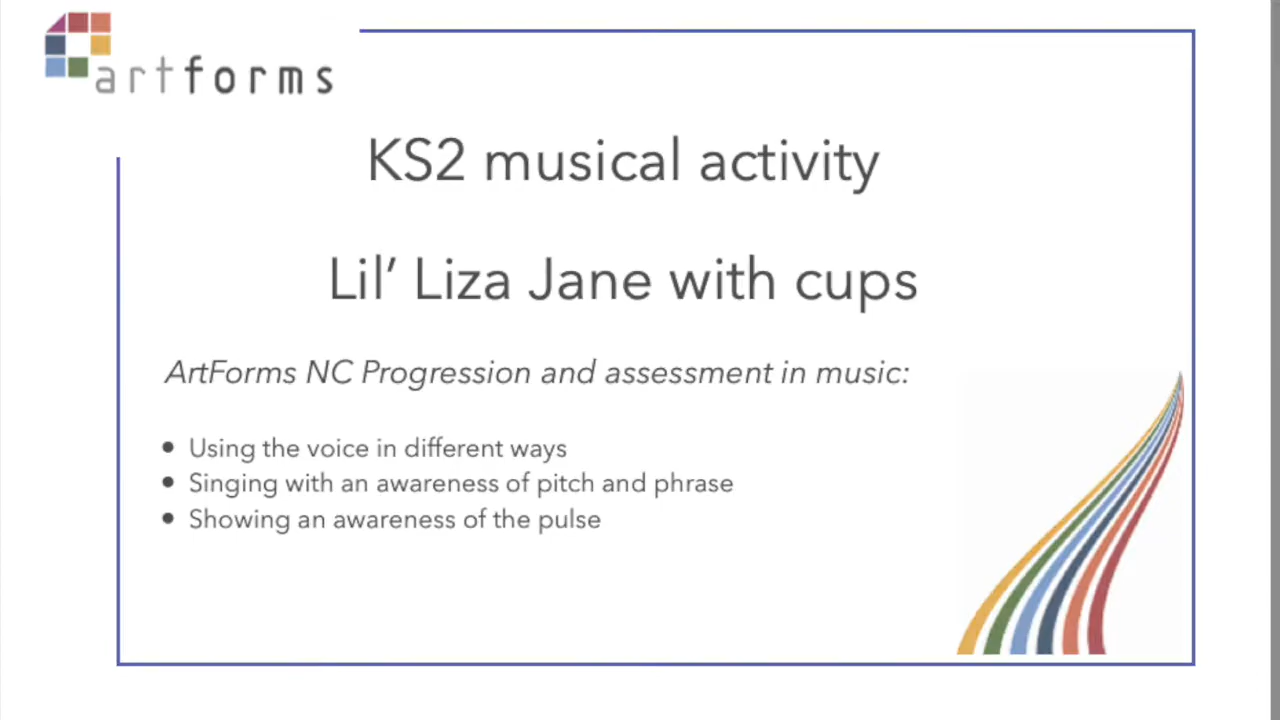 artforms
KS2 musical activity
Lil’ Liza Jane with cups
ArtForms NC Progression and assessment in music:
• Using the voice in different ways
• Singing with an awareness of pitch and phrase
• Showing an awareness of the pulse